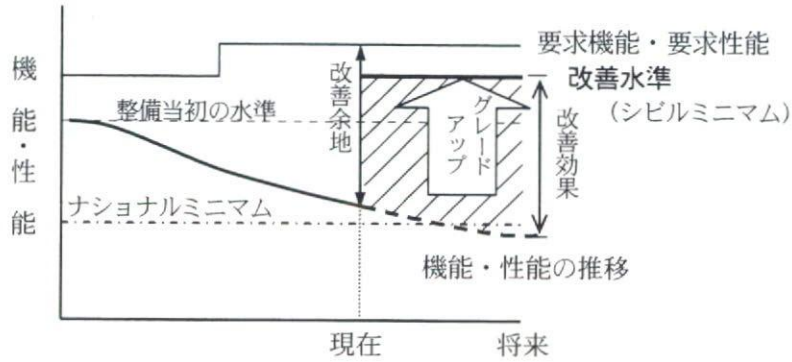 要求機能・要求性能
改善水準
(シビルミニマム)
機能・性能
改善余地
整備当初の水準
グレード
アップ
改善効果
ナショナルミニマム
機能・性能の推移
現在
将来